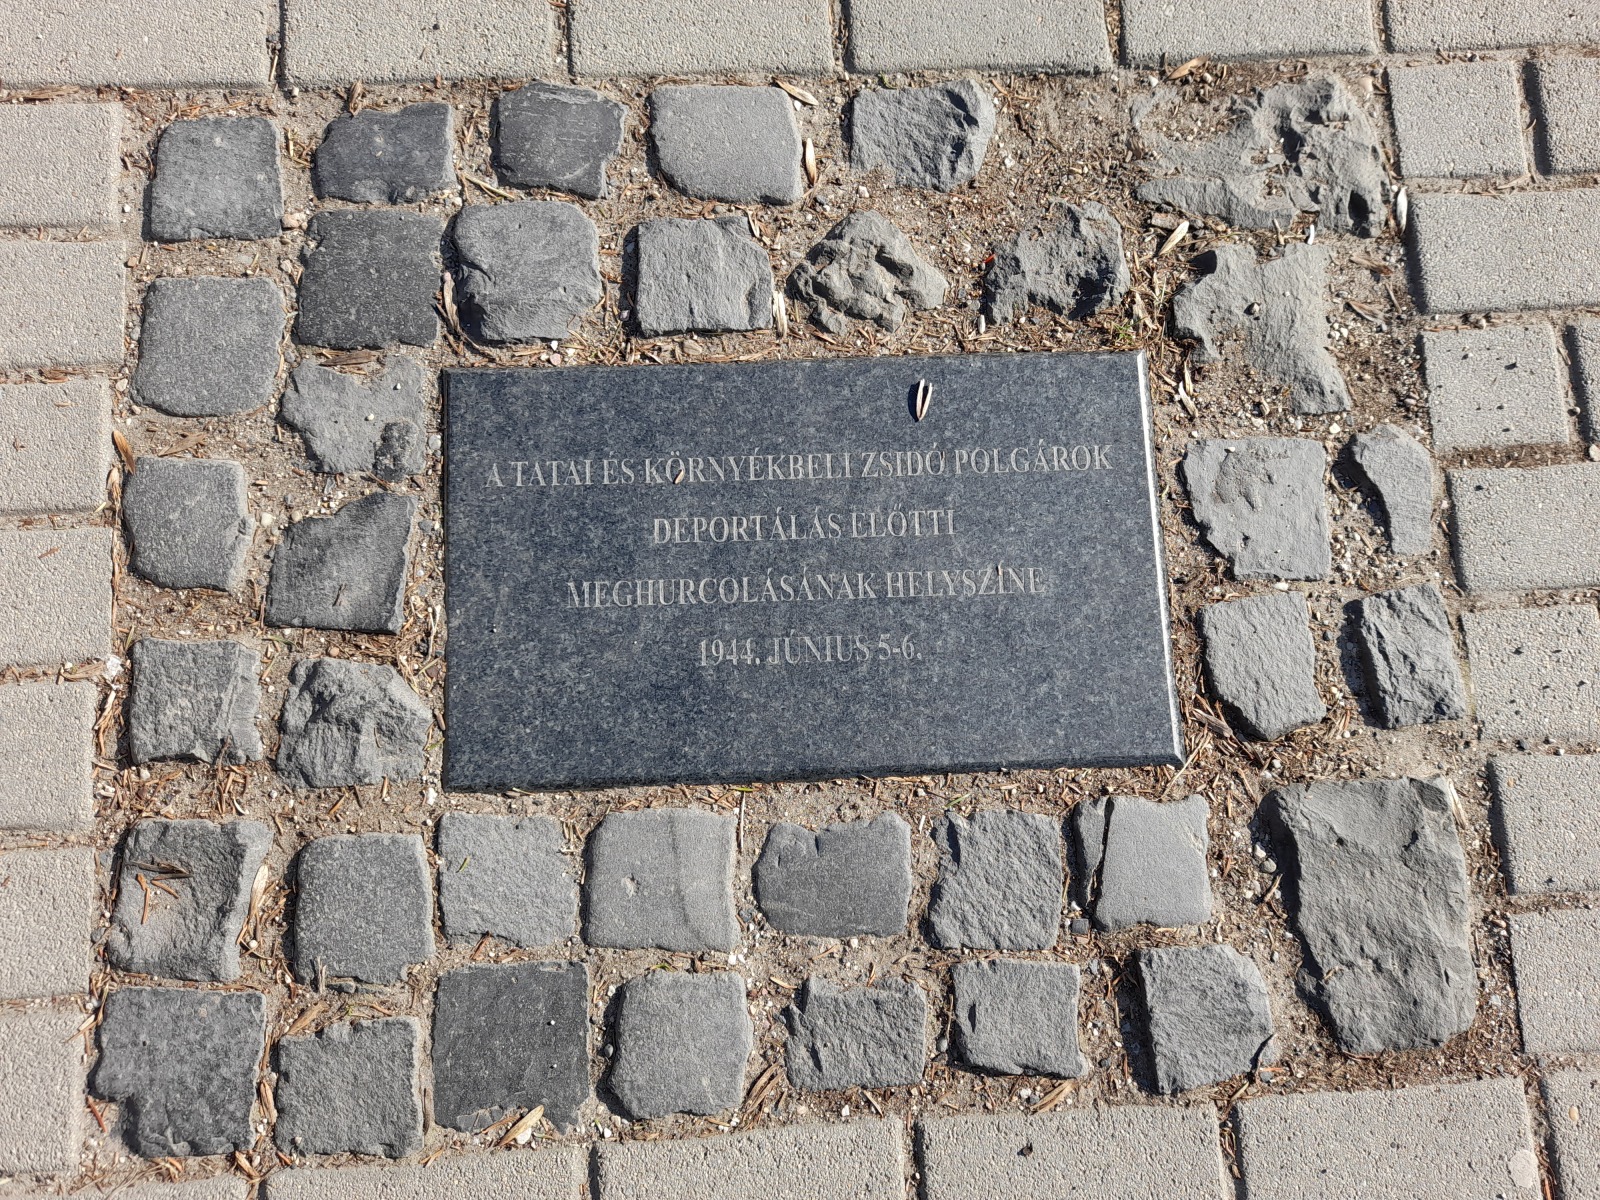 A TATAI ÉS KÖRNYÉKBELI ZSIDÓ POLGÁROK
DEPORTÁLÁS ELŐTTI
MEGHURCOLÁSÁNAK HELYSZÍNE
1944. JÚNIUS 5-6.